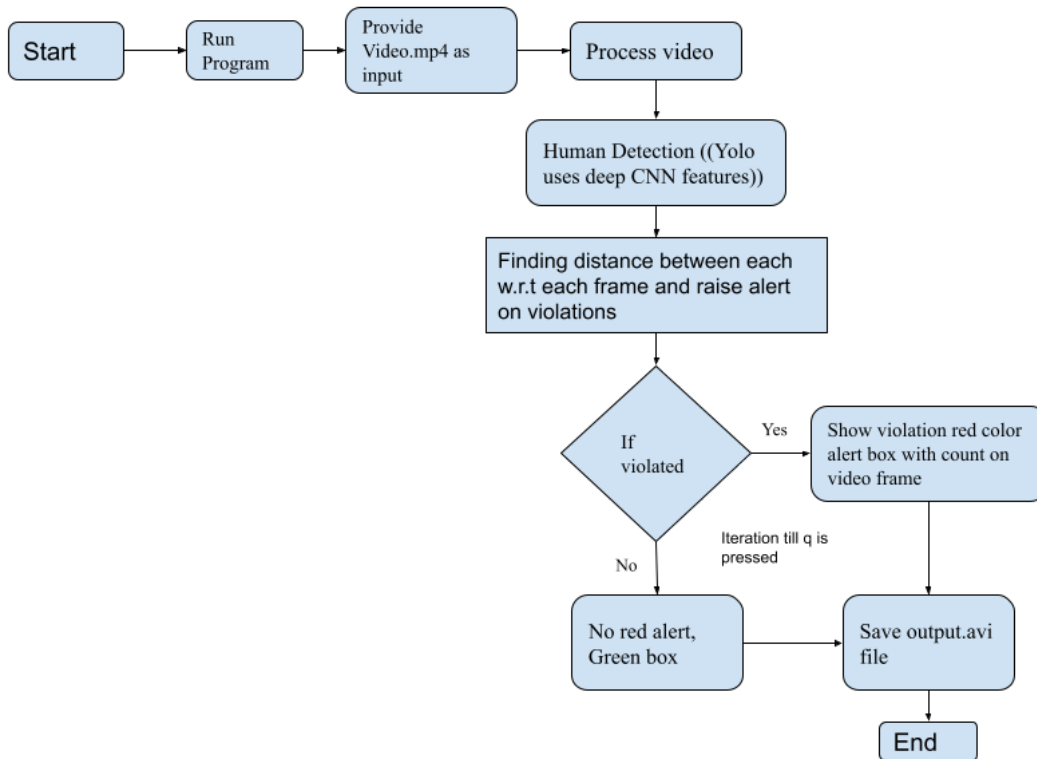 Start
Run
Program
Provide
Video.mp4 as
input
Process video
Human Detection ((Yolo
uses deep CNN features))
Finding distance between each
w.r.t each frame and raise alert
on violations
If
violated
Yes
Show violation red color
alert box with count on
video frame
Iteration till q is
pressed
No
No red alert,
Green box
Save output.avi
file
End